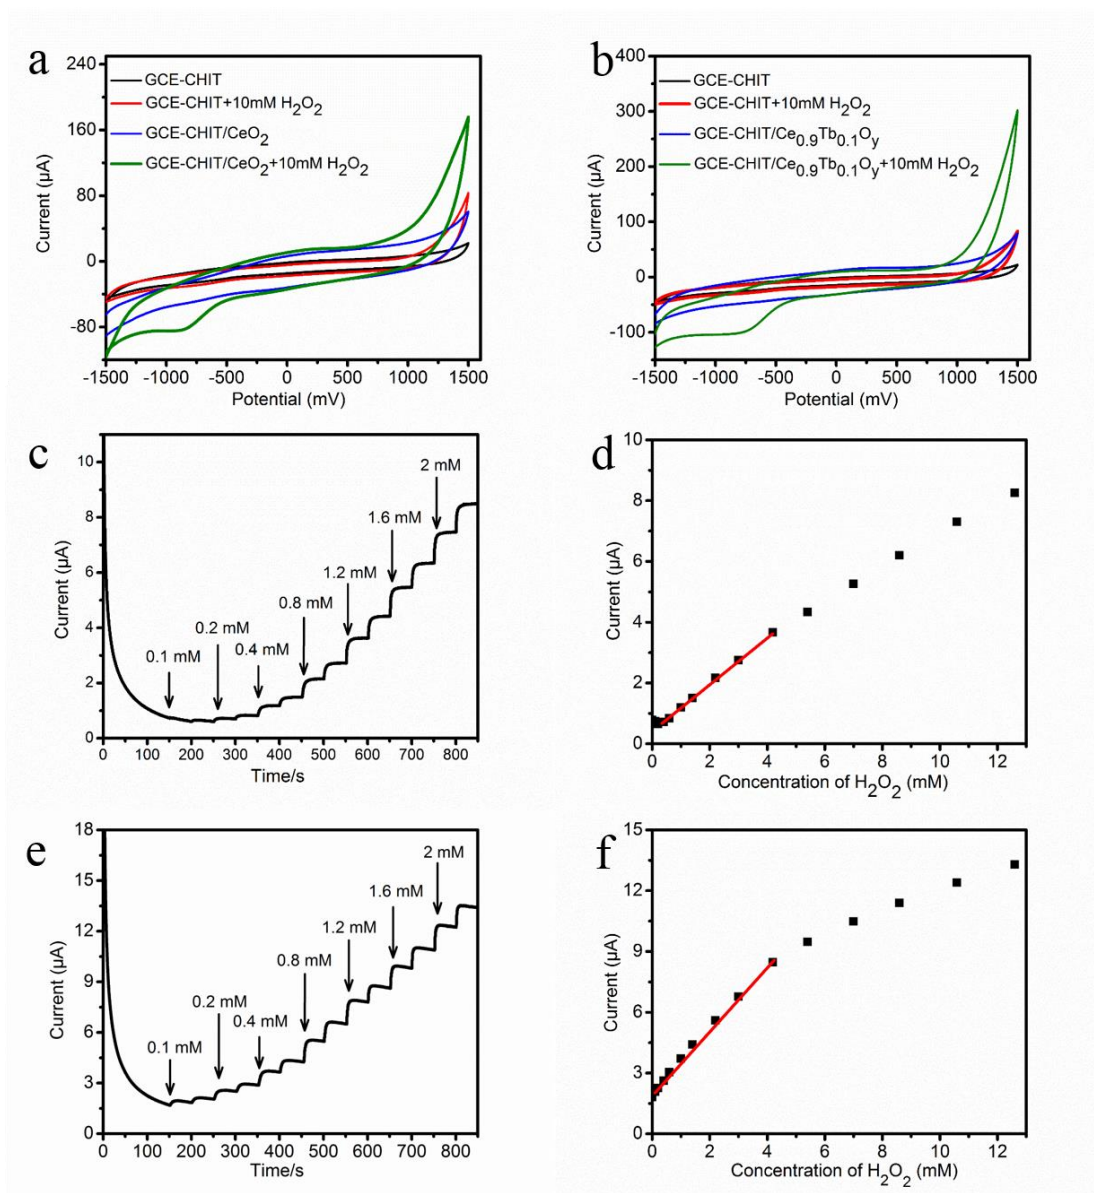 a
240
160
80
0
-80
Current (µA)
GCE-CHIT
GCE-CHIT+10mM H2O2
GCE-CHIT/CeO2
GCE-CHIT/CeO2+10mM H2O2
-1500 -1000 -500 0 500 1000 1500
Potential (mV)
b
400
300
200
100
0
-100
Current (µA)
GCE-CHIT
GCE-CHIT+10mM H2O2
GCE-CHIT/Ce0.9Tb0.1Oy
GCE-CHIT/Ce0.9Tb0.1Oy+10mM H2O2
-1500 -1000 -500 0 500 1000 1500
Potential (mV)
c
10
8
6
4
2
0
Current (µA)
0.1 mM
0.2 mM
0.4 mM
0.8 mM
1.2 mM
1.6 mM
2 mM
0 100 200 300 400 500 600 700 800
Time/s
d
10
8
6
4
2
0
Current (µA)
0 2 4 6 8 10 12
Concentration of H2O2 (mM)
e
18
15
12
9
6
3
0
Current (µA)
0.1 mM
0.2 mM
0.4 mM
0.8 mM
1.2 mM
1.6 mM
2 mM
0 100 200 300 400 500 600 700 800
Time/s
f
15
12
9
6
3
0
Current (µA)
0 2 4 6 8 10 12
Concentration of H2O2 (mM)